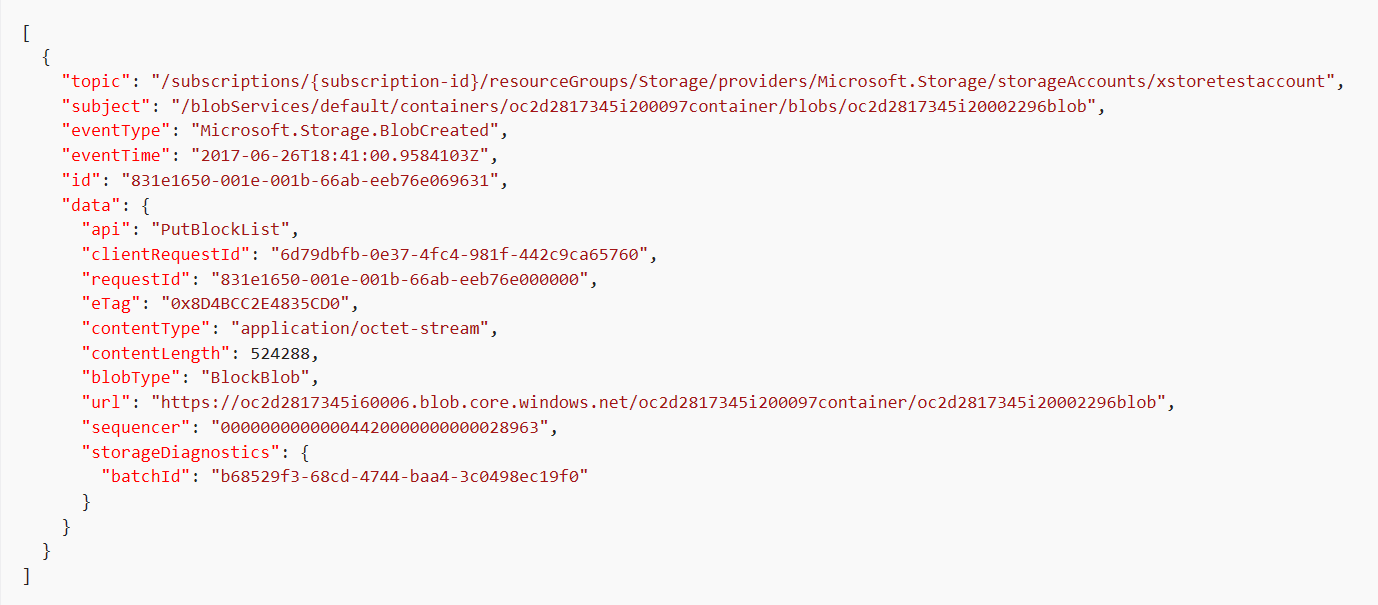 [
  {
    "topic": "/subscriptions/{subscription-id}/resourceGroups/Storage/providers/Microsoft.Storage/storageAccounts/xstoretestaccount",
    "subject": "/blobServices/default/containers/oc2d2817345i200097container/blobs/oc2d2817345i20002296blob",
    "eventType": "Microsoft.Storage.BlobCreated",
    "eventTime": "2017-06-26T18:41:00.9584103Z",
    "id": "831e1650-001e-001b-66ab-eeb76e069631",
    "data": {
      "api": "PutBlockList",
      "clientRequestId": "6d79dbfb-0e37-4fc4-981f-442c9ca65760",
      "requestId": "831e1650-001e-001b-66ab-eeb76e000000",
      "eTag": "0x8D4BCC2E4835CD0",
      "contentType": "application/octet-stream",
      "contentLength": 524288,
      "blobType": "BlockBlob",
      "url": "https://oc2d2817345i60006.blob.core.windows.net/oc2d2817345i200097container/oc2d2817345i20002296blob",
      "sequencer": "00000000000004420000000000028963",
      "storageDiagnostics": {
        "batchId": "b68529f3-68cd-4744-baa4-3c0498ec19f0"
      }
    }
  }
]